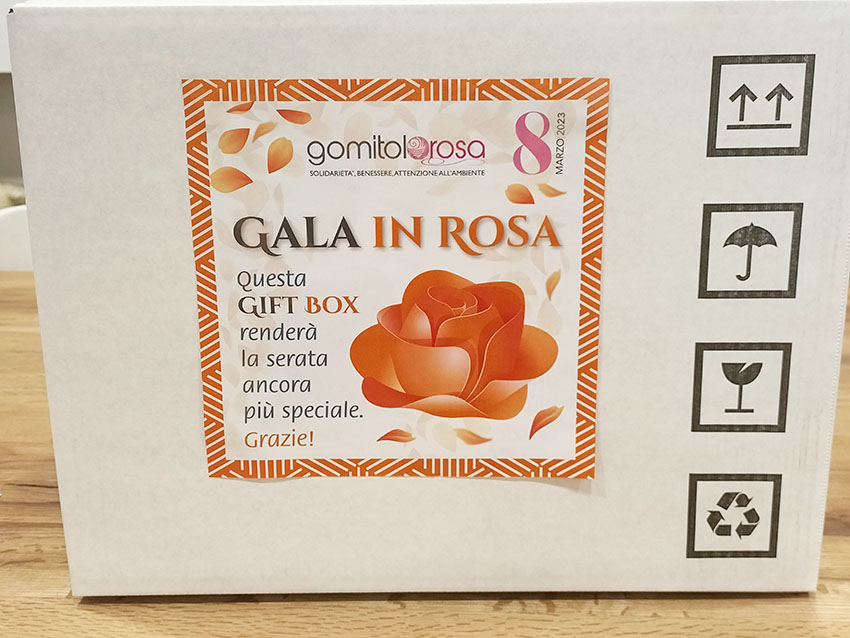 gomitolorosa
SOLIDARIETA', BENESSERE, ATTENZIONE ALL'AMBIENTE
8
MARZO 2023
GALA IN ROSA
Questa
GIFT BOX
renderà
la serata
ancora
più speciale.
Grazie!